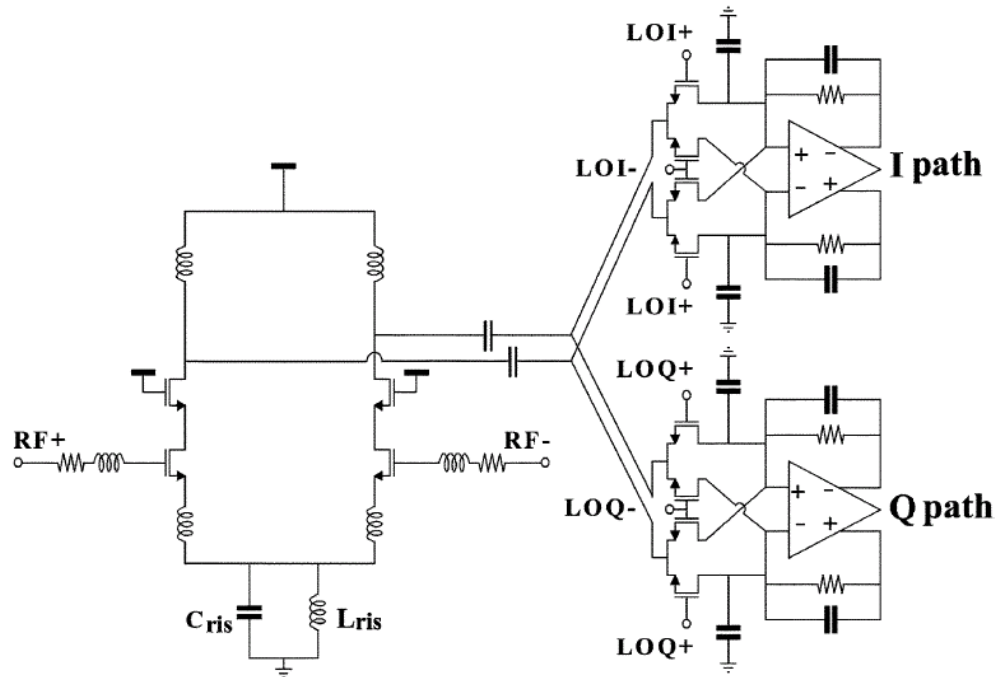 LOI+
LOI-
I path
LOI+
RF+
RF-
LOQ+
LOQ-
Q path
LOQ+
Cris
Lris
+ -
- +
+ -
- +